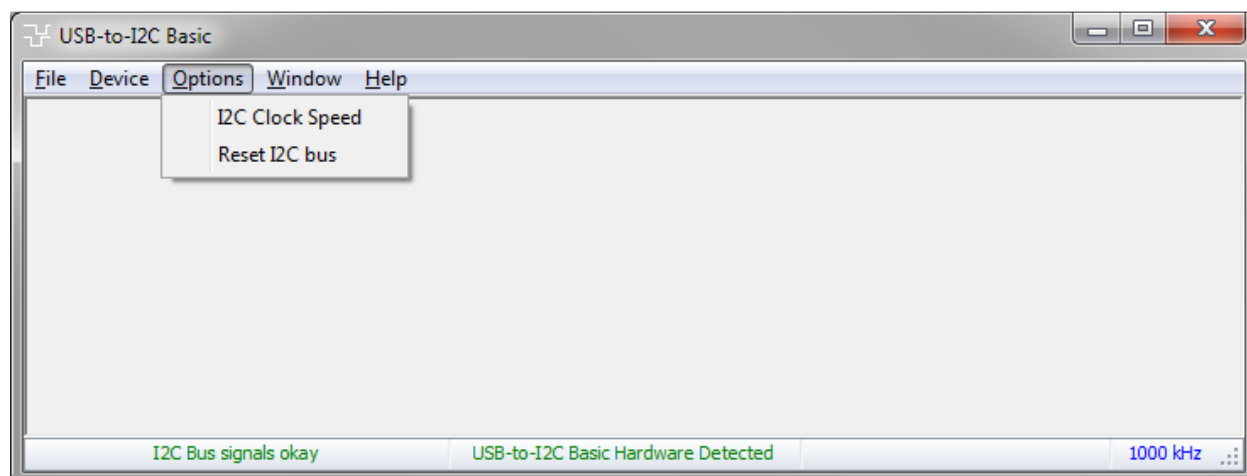 USB-to-I2C Basic
File Device Options Window Help
I2C Clock Speed
Reset I2C bus
I2C Bus signals okay USB-to-I2C Basic Hardware Detected 1000 kHz